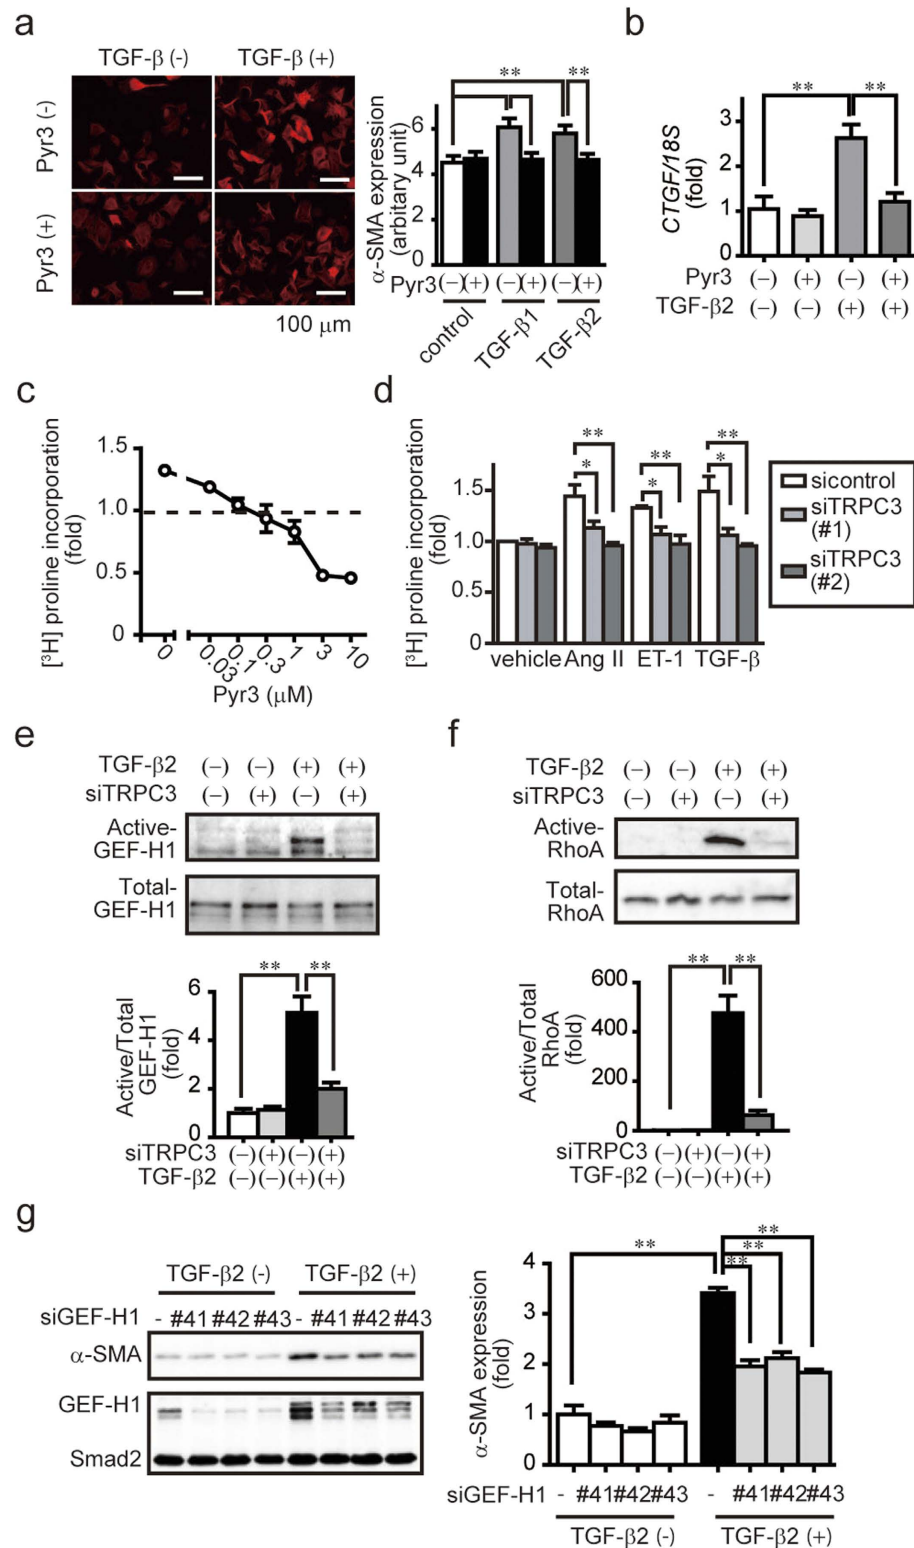 a
TGF-β (-)
TGF-β (+)
Pyr3 (-)
Pyr3 (+)
100 μm
α-SMA expression
(arbitary unit)
6
4
2
0
**
**
Pyr3 (−)(+) (−)(+) (−)(+)
control
TGF-β1
TGF-β2
b
CTGF/18S
(fold)
3
2
1
0
**
**
Pyr3 (−) (+) (−) (+)
TGF-β2 (−) (−) (+) (+)
c
[³H] proline incorporation
(fold)
1.5
1.0
0.5
0
0 0.03 0.1 0.3 1 3 10
Pyr3 (μM)
d
[³H] proline incorporation
(fold)
1.5
1.0
0.5
0
**
*
**
*
**
*
vehicle Ang II ET-1 TGF-β
sicontrol
siTRPC3
(#1)
siTRPC3
(#2)
e
TGF-β2 (−) (−) (+) (+)
siTRPC3 (−) (+) (−) (+)
Active-
GEF-H1
Total-
GEF-H1
Active/Total
GEF-H1
(fold)
6
4
2
0
**
**
siTRPC3 (−)(+)(−)(+)
TGF-β2 (−)(−)(+)(+)
f
TGF-β2 (−) (−) (+) (+)
siTRPC3 (−) (+) (−) (+)
Active-
RhoA
Total-
RhoA
Active/Total
RhoA
(fold)
600
400
200
0
**
**
siTRPC3 (−)(+)(−)(+)
TGF-β2 (−)(−)(+)(+)
g
TGF-β2 (-)
TGF-β2 (+)
siGEF-H1 - #41 #42 #43 - #41 #42 #43
α-SMA
GEF-H1
Smad2
α-SMA expression
(fold)
4
3
2
1
0
**
**
**
**
siGEF-H1 - #41#42#43 - #41#42#43
TGF-β2 (-)
TGF-β2 (+)